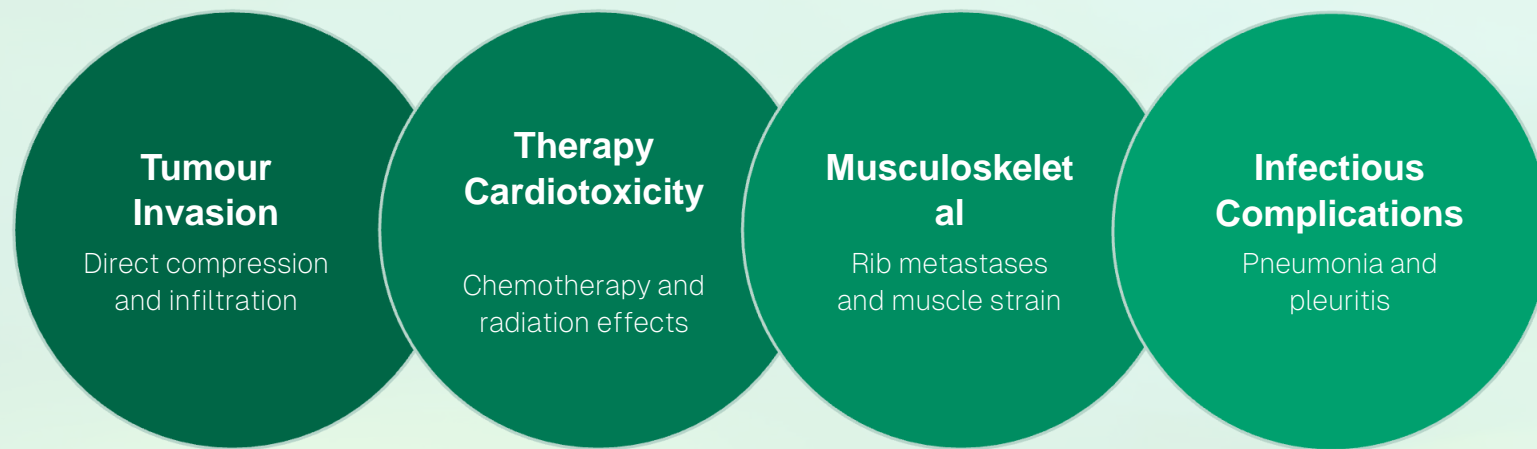 Tumour
Invasion
Direct compression
and infiltration
Therapy
Cardiotoxicity
Chemotherapy and
radiation effects
Musculoskelet
al
Rib metastases
and muscle strain
Infectious
Complications
Pneumonia and
pleuritis